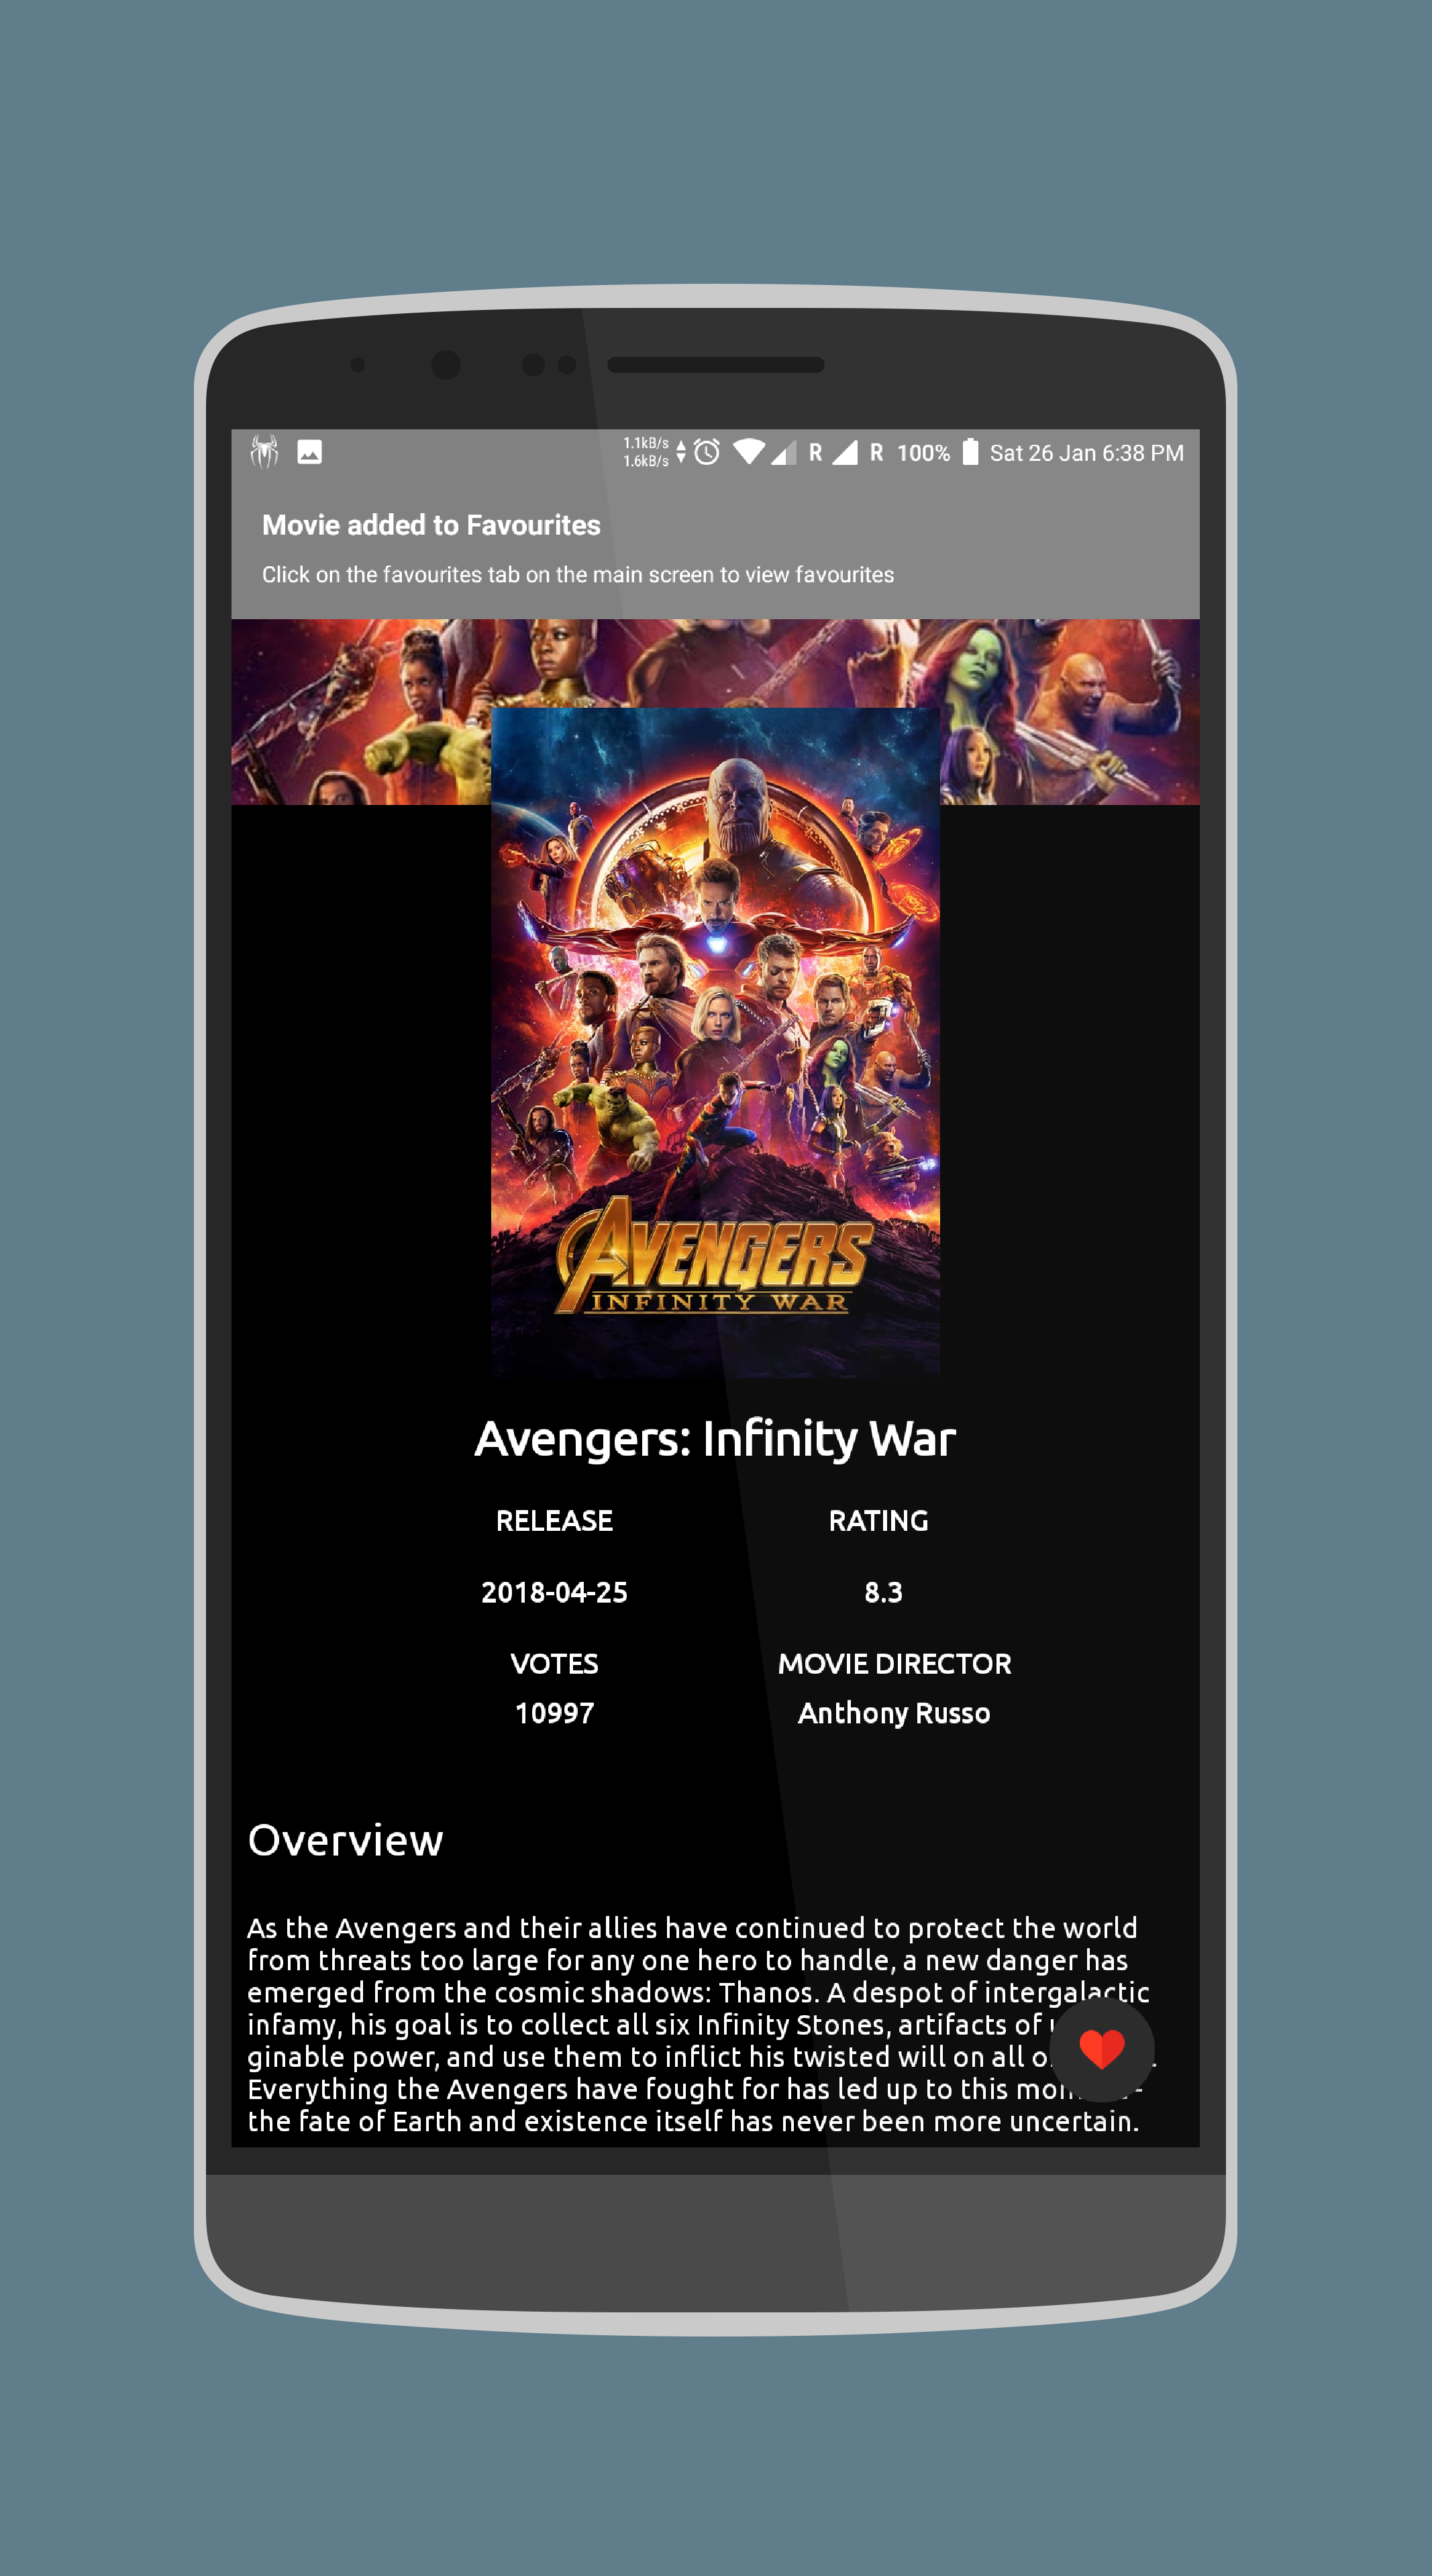 1.1kB/s
1.6kB/s
R R 100% Sat 26 Jan 6:38 PM
Movie added to Favourites
Click on the favourites tab on the main screen to view favourites
AVENGERS
INFINITY WAR
Avengers: Infinity War
RELEASE RATING
2018-04-25 8.3
VOTES MOVIE DIRECTOR
10997 Anthony Russo
Overview
As the Avengers and their allies have continued to protect the world
from threats too large for any one hero to handle, a new danger has
emerged from the cosmic shadows: Thanos. A despot of intergalactic
infamy, his goal is to collect all six Infinity Stones, artifacts of
ginable power, and use them to inflict his twisted will on all
Everything the Avengers have fought for has led up to this
the fate of Earth and existence itself has never been more uncertain.